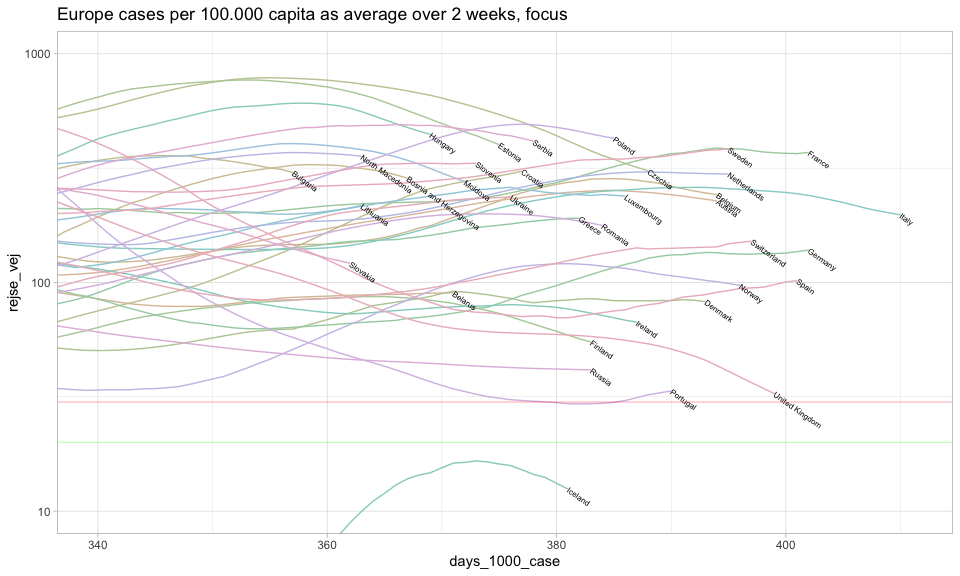 Europe cases per 100.000 capita as average over 2 weeks, focus
1000
100
10
rejse_vej
Hungary
Estonia
Serbia
Poland
Sweden
France
Bulgaria
North Macedonia
Bosnia and Herzegovina
Moldova
Slovenia
Croatia
Czechia
Netherlands
Lithuania
Ukraine
Luxembourg
Belgium
Austria
Italy
Greece
Romania
Slovakia
Switzerland
Germany
Belarus
Norway
Spain
Denmark
Ireland
Finland
Russia
Portugal
United Kingdom
Iceland
340
360
380
400
days_1000_case